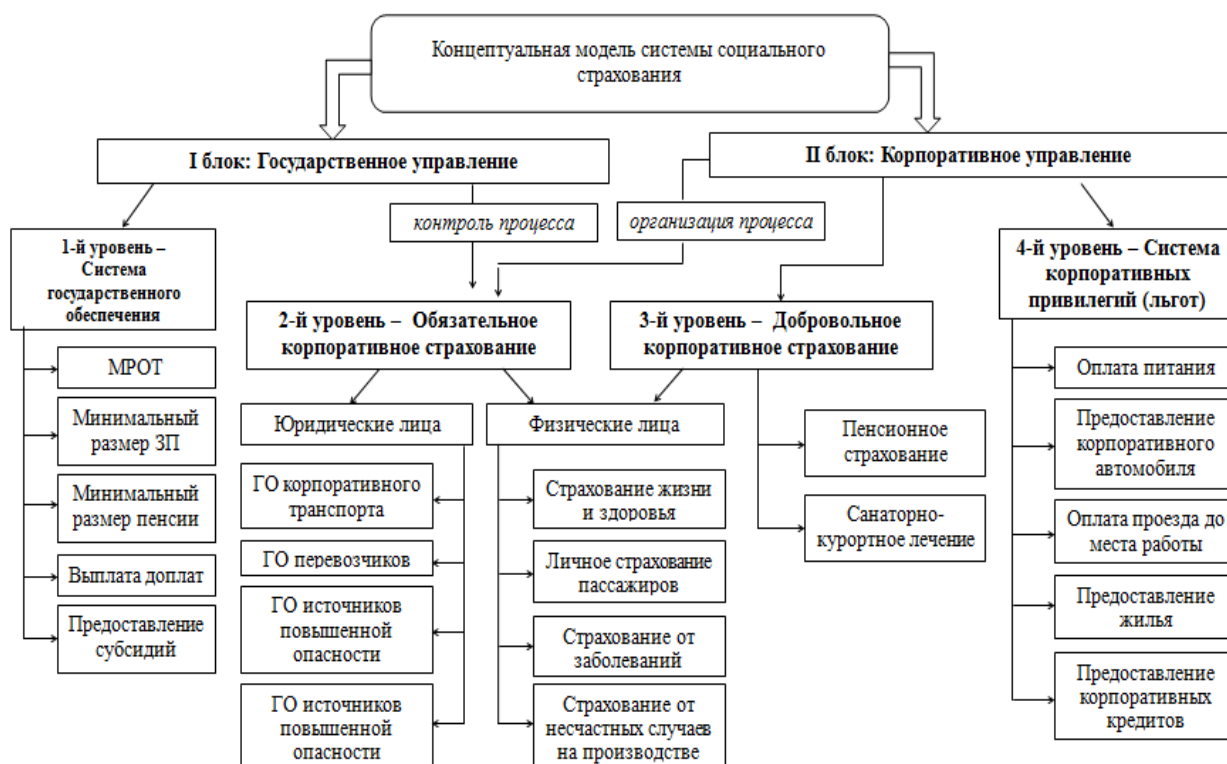 Концептуальная модель системы социального
страхования
I блок: Государственное управление
II блок: Корпоративное управление
контроль процесса
организация процесса
1-й уровень –
Система
государственного
обеспечения
МРОТ
Минимальный
размер ЗП
Минимальный
размер пенсии
Выплата доплат
Предоставление
субсидий
2-й уровень – Обязательное
корпоративное страхование
Юридические лица
ГО корпоративного
транспорта
ГО перевозчиков
ГО источников
повышенной
опасности
ГО источников
повышенной
опасности
Физические лица
Страхование жизни
и здоровья
Личное страхование
пассажиров
Страхование от
заболеваний
Страхование от
несчастных случаев
на производстве
3-й уровень – Добровольное
корпоративное страхование
Пенсионное
страхование
Санаторно-
курортное лечение
4-й уровень – Система
корпоративных
привилегий (льгот)
Оплата питания
Предоставление
корпоративного
автомобиля
Оплата проезда до
места работы
Предоставление
жилья
Предоставление
корпоративных
кредитов